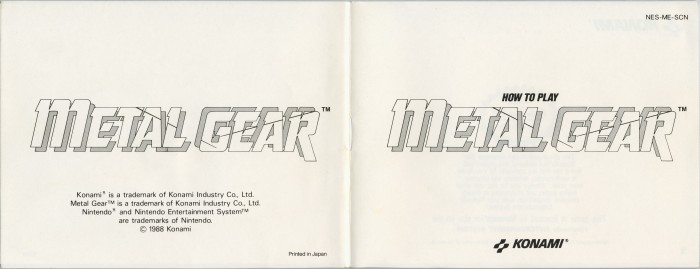 METAL GEAR™
Konami® is a trademark of Konami Industry Co., Ltd.
Metal Gear™ is a trademark of Konami Industry Co., Ltd.
Nintendo® and Nintendo Entertainment System™
are trademarks of Nintendo.
© 1988 Konami
Printed in Japan
NES-ME-SCN
HOW TO PLAY
METAL GEAR™
KONAMI®